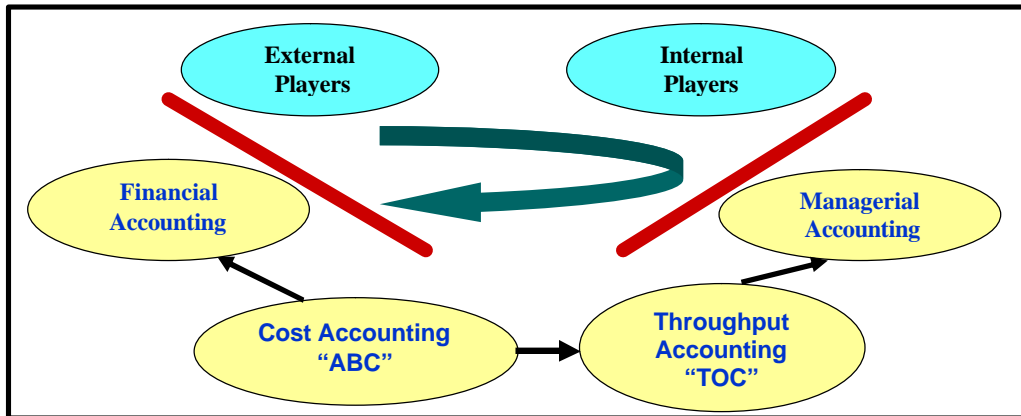 External
Players
Internal
Players
Financial
Accounting
Managerial
Accounting
Cost Accounting
“ABC”
Throughput
Accounting
“TOC”